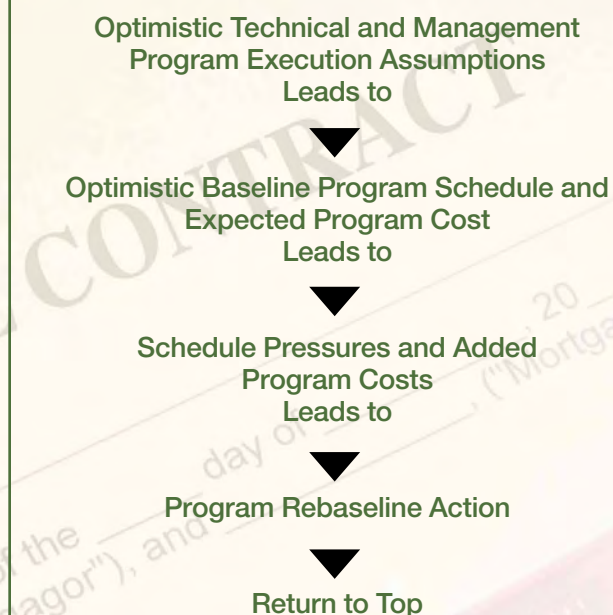 Optimistic Technical and Management
Program Execution Assumptions
Leads to
Optimistic Baseline Program Schedule and
Expected Program Cost
Leads to
Schedule Pressures and Added
Program Costs
Leads to
Program Rebaseline Action
Return to Top
CONTRACT
20
day of
, ("Mortga
of the
agor"), and